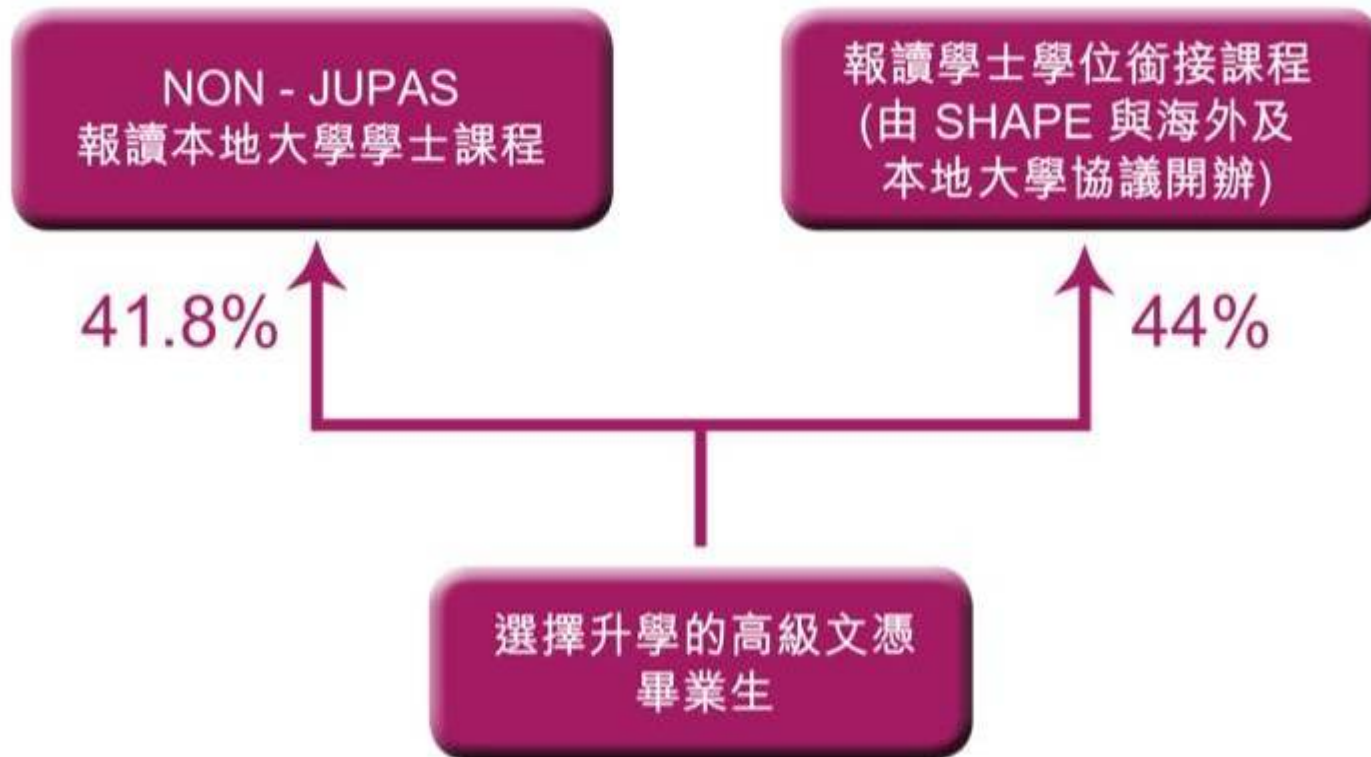 NON - JUPAS
報讀本地大學學士課程
報讀學士學位銜接課程
(由 SHAPE 與海外及
本地大學協議開辦)
41.8%
44%
選擇升學的高級文憑
畢業生